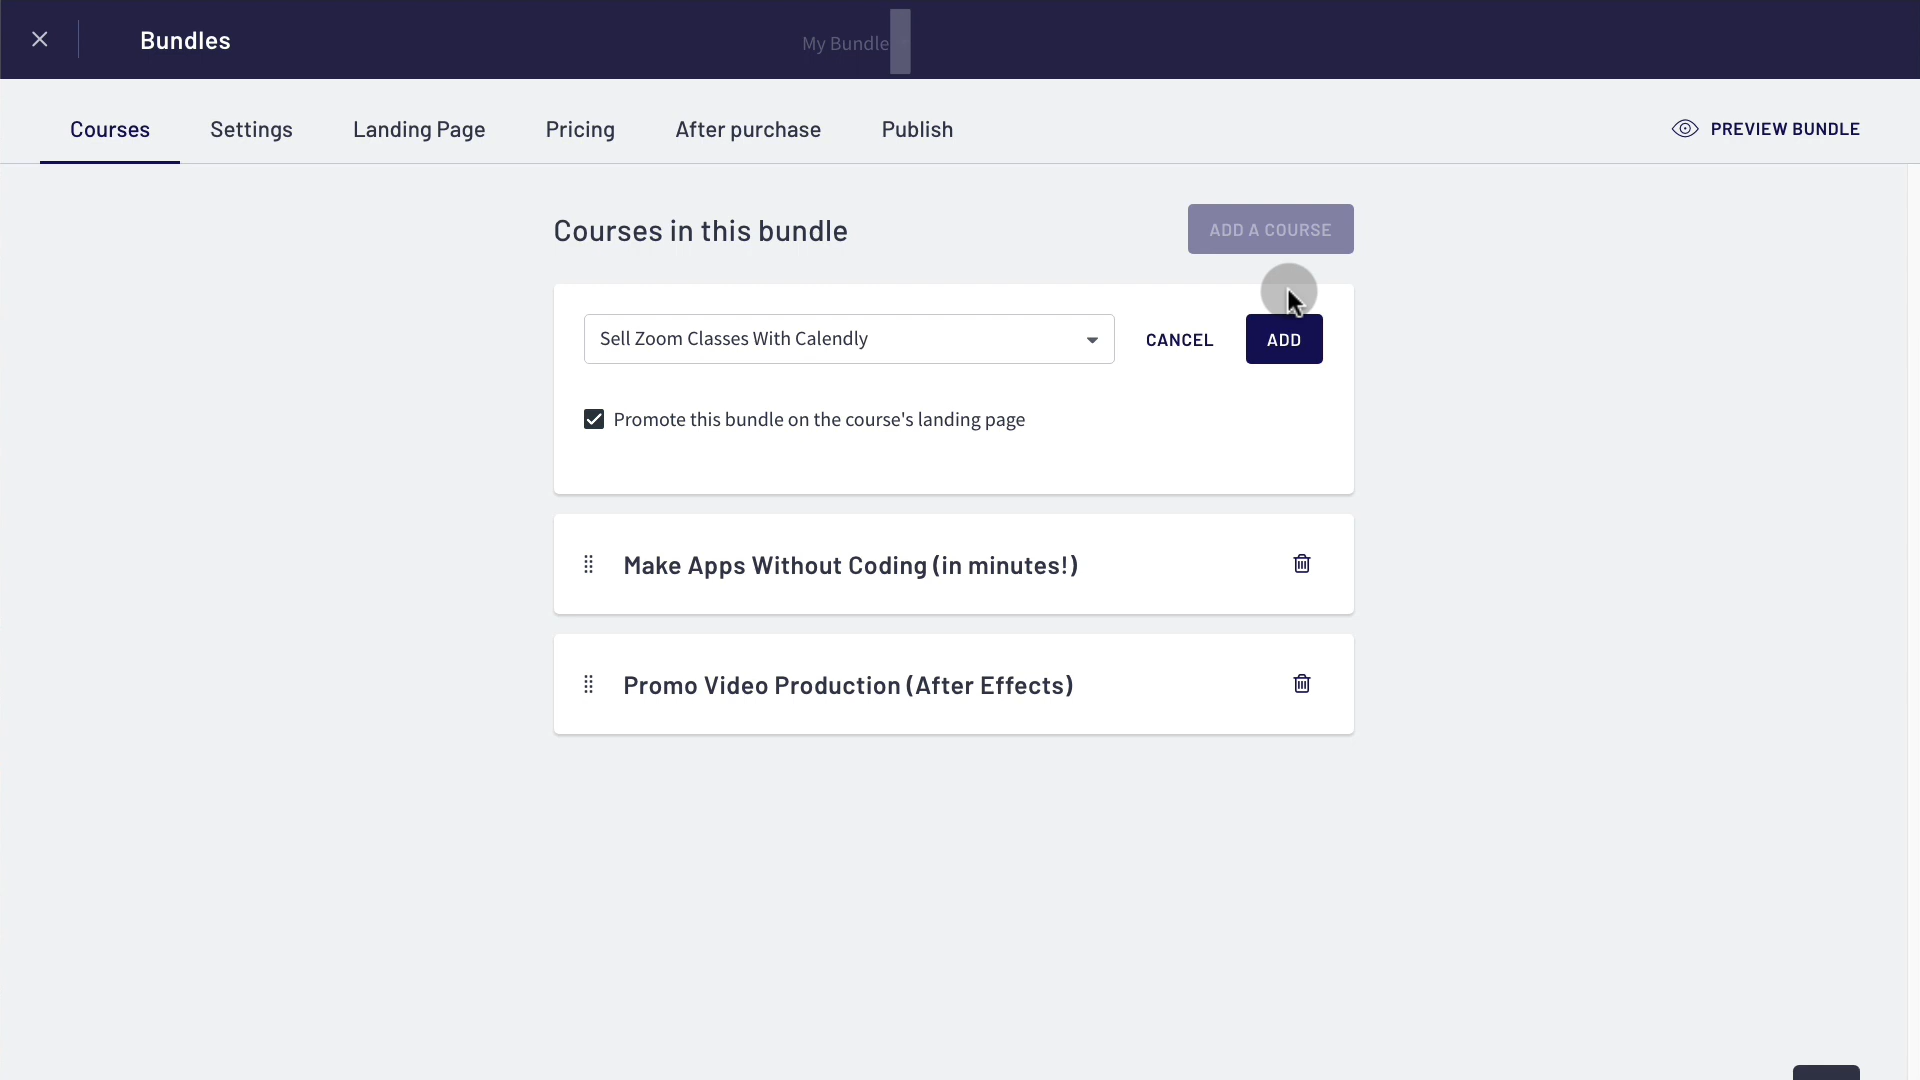 Bundles
My Bundle
Courses
Settings
Landing Page
Pricing
After purchase
Publish
PREVIEW BUNDLE
Courses in this bundle
ADD A COURSE
Sell Zoom Classes With Calendly
CANCEL
ADD
Promote this bundle on the course's landing page
Make Apps Without Coding (in minutes!)
Promo Video Production (After Effects)